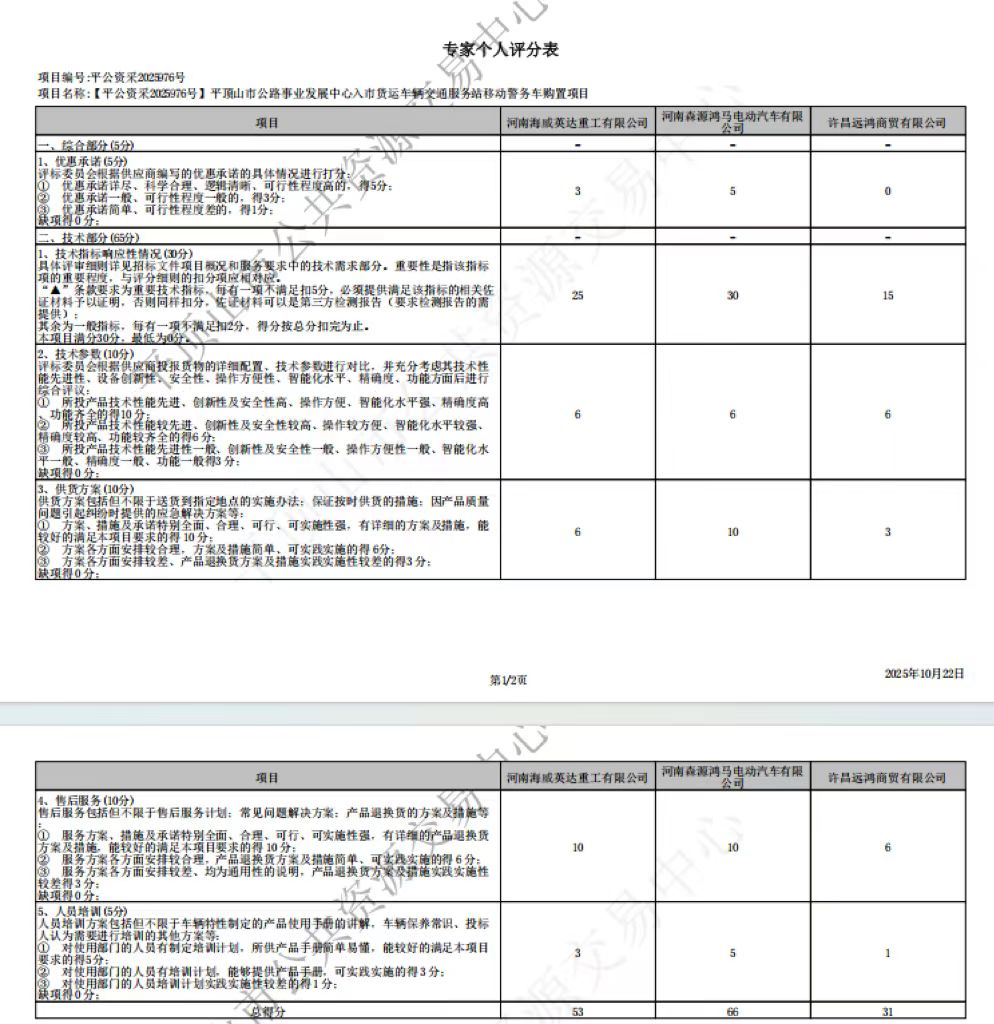 专家个人评分表
项目编号:平公资采2025976号
项目名称:【平公资采2025976号】平顶山市公路事业发展中心入市货运车辆交通服务站移动警务车购置项目
项目 河南海威英达重工有限公司 河南森源鸿马电动汽车有限公司 许昌远鸿商贸有限公司
一、综合部分(5分) - - -
1、优惠承诺(5分)
评标委员会根据供应商编写的优惠承诺的具体情况进行打分:
① 优惠承诺详尽、科学合理、逻辑清晰、可行性程度高的,得5分;
② 优惠承诺一般、可行性程度一般的,得3分;
③ 优惠承诺简单、可行性程度差的,得1分;
缺项得0分;
3 5 0
二、技术部分(65分) - - -
1、技术指标响应性情况(30分)
具体评审细则详见招标文件项目概况和服务要求中的技术需求部分。重要性是指该指标
项的重要程度,与评分细则的扣分项应相对应。
“▲”条款要求为重要技术指标,每有一项不满足扣5分,必须提供满足该指标的相关佐
证材料予以证明,否则同样扣分,佐证材料可以是第三方检测报告(要求检测报告的需
提供);
其余为一般指标,每有一项不满足扣2分,得分按总分扣完为止。
本项目满分30分,最低为0分。
25 30 15
2、技术参数(10分)
评标委员会根据供应商投报货物的详细配置、技术参数进行对比,并充分考虑其技术性
能先进性、设备创新性、安全性、操作方便性、智能化水平、精确度、功能方面后进行
综合评议:
① 所投产品技术性能先进、创新性及安全性高、操作方便、智能化水平强、精确度高
、功能齐全的得10分;
② 所投产品技术性能较先进、创新性及安全性较高、操作较方便、智能化水平较强、
精确度较高、功能较齐全的得6分;
③ 所投产品技术性能先进性一般、创新性及安全性一般、操作方便性一般、智能化水
平一般、精确度一般、功能一般得3分;
缺项得0分;
6 6 6
3、供货方案(10分)
供货方案包括但不限于送货到指定地点的实施办法;保证按时供货的措施;因产品质量
问题引起纠纷时提供的应急解决方案等:
① 方案、措施及承诺特别全面、合理、可行、可实施性强,有详细的方案及措施,能
较好的满足本项目要求的得10分;
② 方案各方面安排较合理,方案及措施简单、可实践实施的得6分;
③ 方案各方面安排较差、产品退换货方案及措施实践实施性较差的得3分;
缺项得0分;
6 10 3
第1/2页
2025年10月22日
项目 河南海威英达重工有限公司 河南森源鸿马电动汽车有限公司 许昌远鸿商贸有限公司
4、售后服务(10分)
售后服务包括但不限于售后服务计划;常见问题解决方案;产品退换货的方案及措施等
:
① 服务方案、措施及承诺特别全面、合理、可行、可实施性强,有详细的产品退换货
方案及措施,能较好的满足本项目要求的得10分;
② 服务方案各方面安排较合理,产品退换货方案及措施简单、可实践实施的得6分;
③ 服务方案各方面安排较差、均为通用性的说明,产品退换货方案及措施实践实施性
较差得3分;
缺项得0分;
10 10 6
5、人员培训(5分)
人员培训方案包括但不限于车辆特性制定的产品使用手册的讲解,车辆保养常识、投标
人认为需要进行培训的其他方案等:
① 对使用部门的人员有制定培训计划,所供产品手册简单易懂,能较好的满足本项目
要求的得5分;
② 对使用部门的人员有培训计划,能够提供产品手册,可实践实施的得3分;
③ 对使用部门的人员培训计划实践实施性较差的得1分;
缺项得0分;
3 5 1
总得分 53 66 31
平顶山市公共资源交易中心